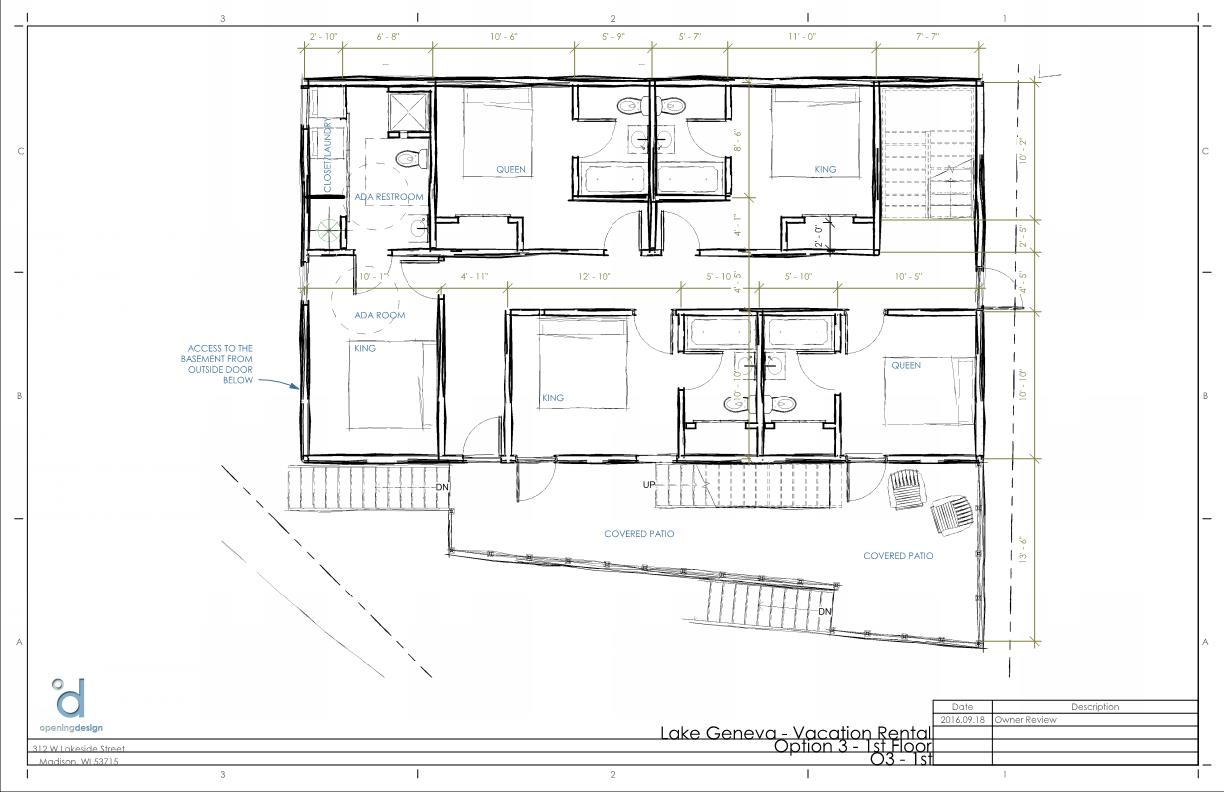 3
2
1
2' - 10"
6' - 8"
10' - 6"
5' - 9"
5' - 7"
11' - 0"
7' - 7"
C
C
CLOSET/LAUNDRY
8' - 6"
10' - 2"
QUEEN
KING
ADA RESTROOM
4' - 1"
2' - 0"
2' - 5"
10' - 1"
4' - 11"
12' - 10"
5' - 10
4' - 5"
5' - 10"
10' - 5"
4' - 5"
ADA ROOM
KING
ACCESS TO THE
BASEMENT FROM
OUTSIDE DOOR
BELOW
QUEEN
10' - 10"
10' - 10"
KING
B
B
DN
UP
COVERED PATIO
COVERED PATIO
13' - 6"
DN
A
A
openingdesign
312 W Lakeside Street
Madison, WI 53715
Lake Geneva - Vacation Rental
Option 3 - 1st Floor
O3 - 1st
Date
Description
2016.09.18
Owner Review
3
2
1